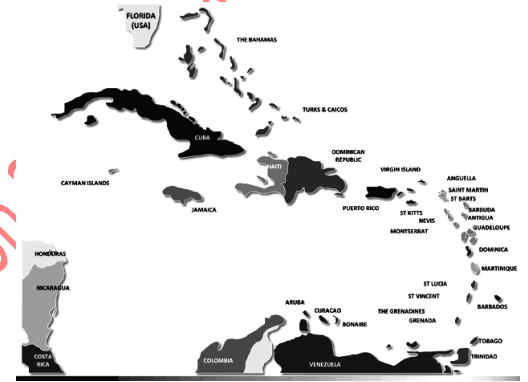 FLORIDA
(USA)
THE BAHAMAS
TURKS & CAICOS
CUBA
DOMINICAN
REPUBLIC
HAITI
VIRGIN ISLAND
CAYMAN ISLANDS
JAMAICA
PUERTO RICO
ANGUELLA
SAINT MARTIN
ST BARTS
BARBUDA
ST KITTS
ANTIGUA
NEVIS
GUADELOUPE
MONTSERRAT
DOMINICA
HONDURAS
MARTINIQUE
NICARAGUA
ST LUCIA
ST VINCENT
ARUBA
CURACAO
THE GRENADINES
BARBADOS
BONAIRE
GRENADA
TOBAGO
COSTA
RICA
COLOMBIA
VENEZUELA
TRINIDAD